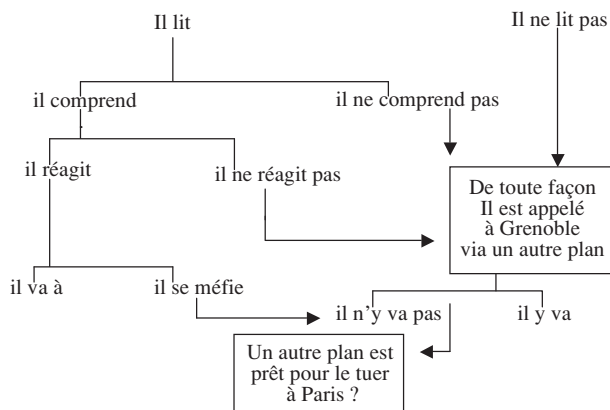 Il lit
Il ne lit pas
il comprend
il ne comprend pas
il réagit
il ne réagit pas
De toute façon
Il est appelé
à Grenoble
via un autre plan
il va à
il se méfie
il n’y va pas
il y va
Un autre plan est
prêt pour le tuer
à Paris ?